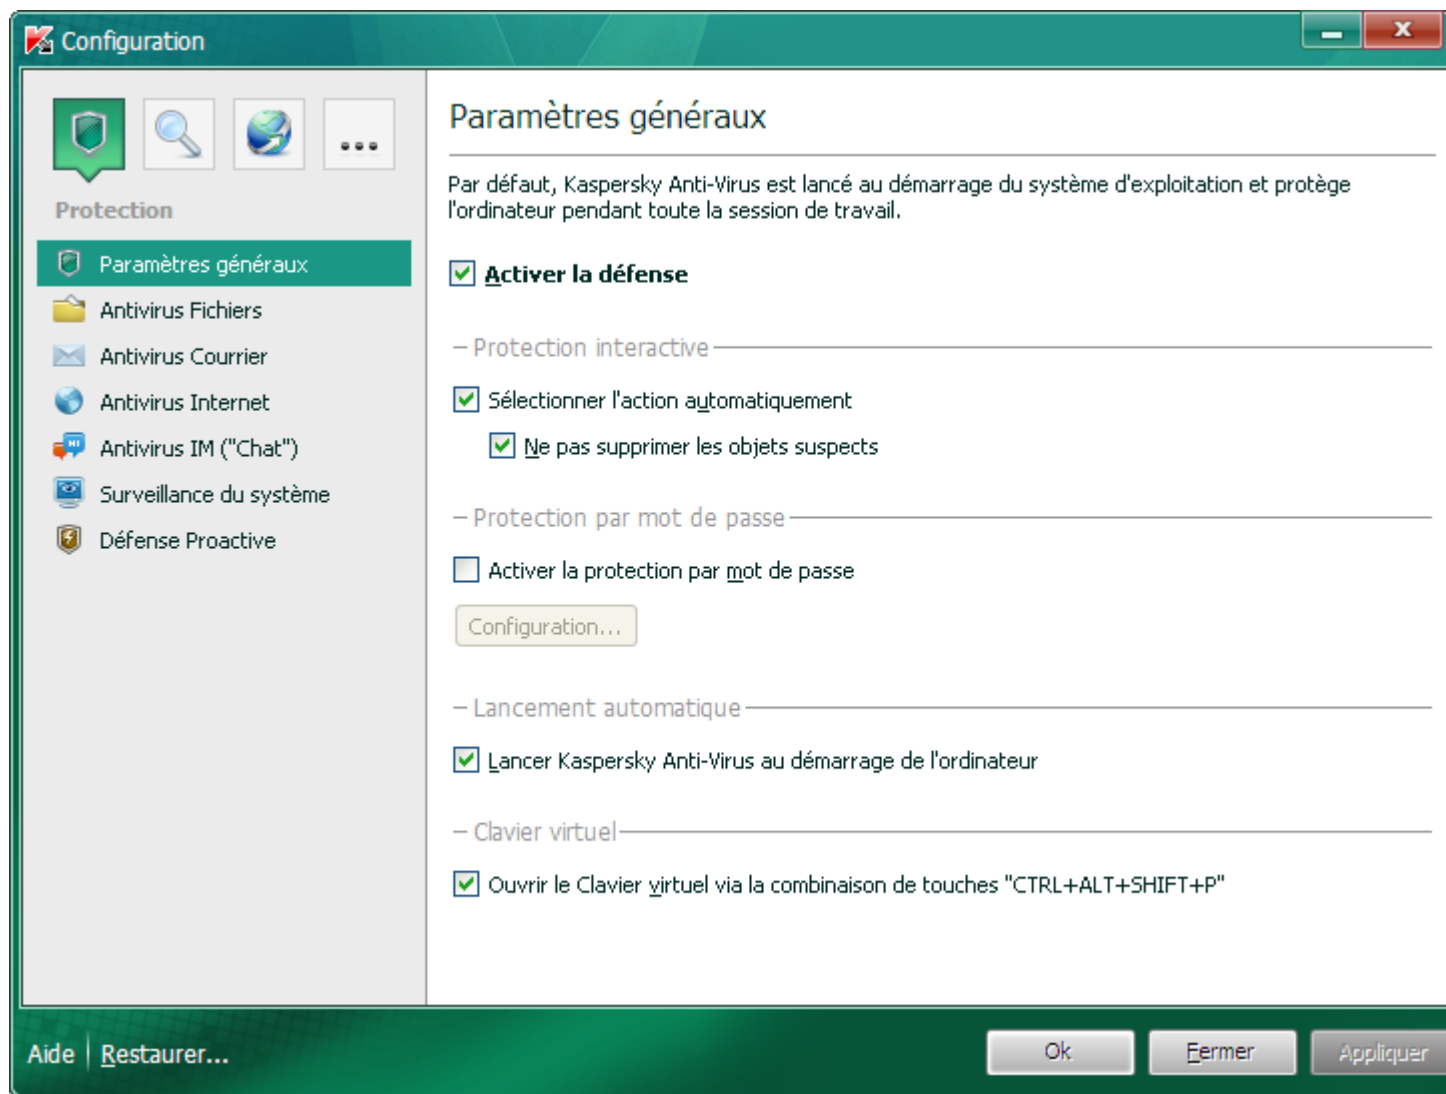 Configuration
Protection
Paramètres généraux
Antivirus Fichiers
Antivirus Courrier
Antivirus Internet
Antivirus IM ("Chat")
Surveillance du système
Défense Proactive
Paramètres généraux
Par défaut, Kaspersky Anti-Virus est lancé au démarrage du système d'exploitation et protège
l'ordinateur pendant toute la session de travail.
Activer la défense
Protection interactive
Sélectionner l'action automatiquement
Ne pas supprimer les objets suspects
Protection par mot de passe
Activer la protection par mot de passe
Configuration...
Lancement automatique
Lancer Kaspersky Anti-Virus au démarrage de l'ordinateur
Clavier virtuel
Ouvrir le Clavier virtuel via la combinaison de touches "CTRL+ALT+SHIFT+P"
Aide
Restaurer...
Ok
Fermer
Appliquer